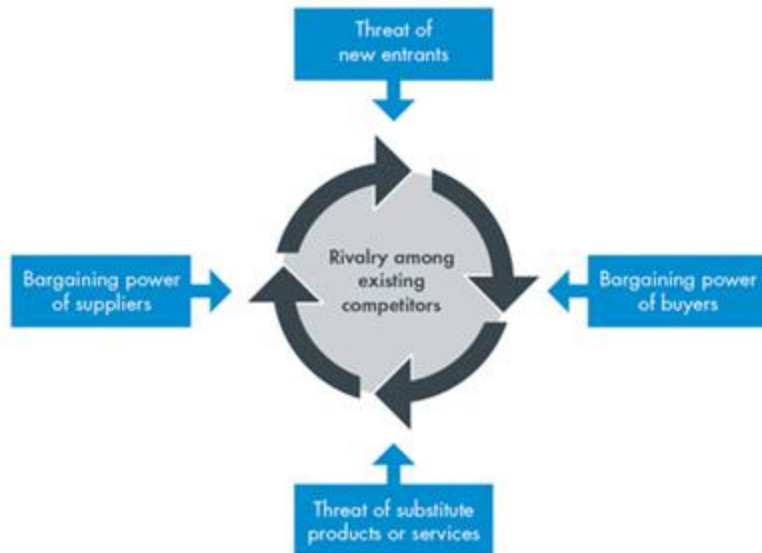 Threat of
new entrants
Bargaining power
of suppliers
Rivalry among
existing
competitors
Bargaining power
of buyers
Threat of substitute
products or services